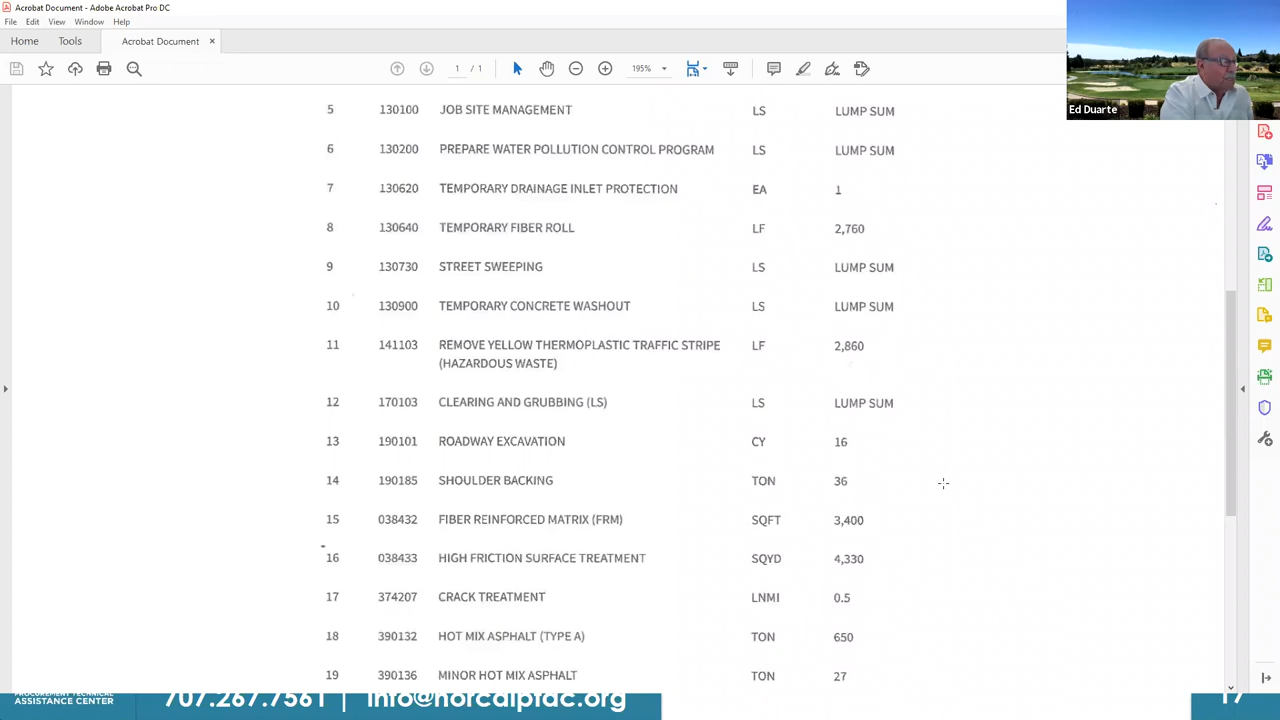 Acrobat Document - Adobe Acrobat Pro DC
File Edit View Window Help
Home Tools Acrobat Document ×
1 / 1 195%
Ed Duarte
5 130100 JOB SITE MANAGEMENT LS LUMP SUM
6 130200 PREPARE WATER POLLUTION CONTROL PROGRAM LS LUMP SUM
7 130620 TEMPORARY DRAINAGE INLET PROTECTION EA 1
8 130640 TEMPORARY FIBER ROLL LF 2,760
9 130730 STREET SWEEPING LS LUMP SUM
10 130900 TEMPORARY CONCRETE WASHOUT LS LUMP SUM
11 141103 REMOVE YELLOW THERMOPLASTIC TRAFFIC STRIPE LF 2,860
(HAZARDOUS WASTE)
12 170103 CLEARING AND GRUBBING (LS) LS LUMP SUM
13 190101 ROADWAY EXCAVATION CY 16
14 190185 SHOULDER BACKING TON 36
15 038432 FIBER REINFORCED MATRIX (FRM) SQFT 3,400
16 038433 HIGH FRICTION SURFACE TREATMENT SQYD 4,330
17 374207 CRACK TREATMENT LNMI 0.5
18 390132 HOT MIX ASPHALT (TYPE A) TON 650
19 390136 MINOR HOT MIX ASPHALT TON 27
PROCUREMENT TECHNICAL
ASSISTANCE CENTER
707.267.7561 | info@norcalptac.org
17